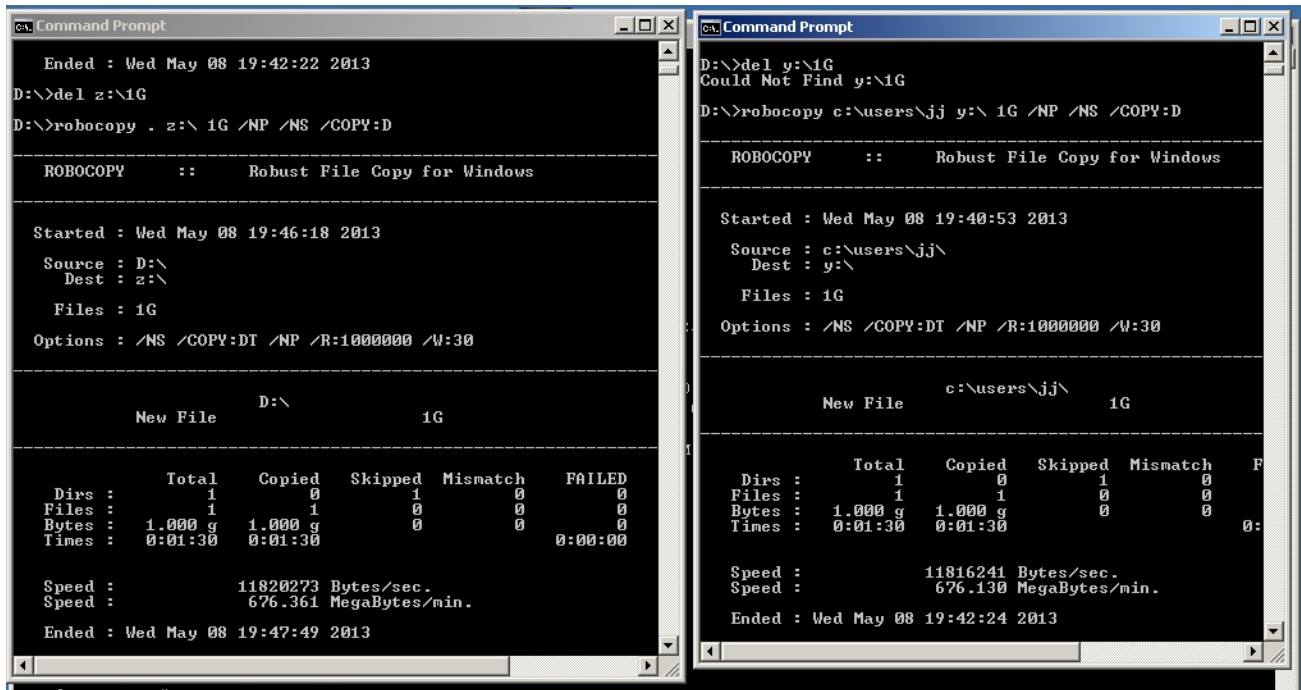 Command Prompt
Ended : Wed May 08 19:42:22 2013
D:\>del z:\1G
D:\>robocopy . z:\ 1G /NP /NS /COPY:D
ROBOCOPY :: Robust File Copy for Windows
Started : Wed May 08 19:46:18 2013
Source : D:\
Dest : z:\
Files : 1G
Options : /NS /COPY:DT /NP /R:1000000 /W:30
D:\
New File 1G
Total Copied Skipped Mismatch FAILED
Dirs : 1 0 1 0 0
Files : 1 1 0 0 0
Bytes : 1.000 g 1.000 g 0 0 0
Times : 0:01:30 0:01:30 0:00:00
Speed : 11820273 Bytes/sec.
Speed : 676.361 MegaBytes/min.
Ended : Wed May 08 19:47:49 2013
Command Prompt
D:\>del y:\1G
Could Not Find y:\1G
D:\>robocopy c:\users\jj y:\ 1G /NP /NS /COPY:D
ROBOCOPY :: Robust File Copy for Windows
Started : Wed May 08 19:40:53 2013
Source : c:\users\jj\
Dest : y:\
Files : 1G
Options : /NS /COPY:DT /NP /R:1000000 /W:30
c:\users\jj\
New File 1G
Total Copied Skipped Mismatch F
Dirs : 1 0 1 0
Files : 1 1 0 0
Bytes : 1.000 g 1.000 g 0 0
Times : 0:01:30 0:01:30 0:
Speed : 11816241 Bytes/sec.
Speed : 676.130 MegaBytes/min.
Ended : Wed May 08 19:42:24 2013